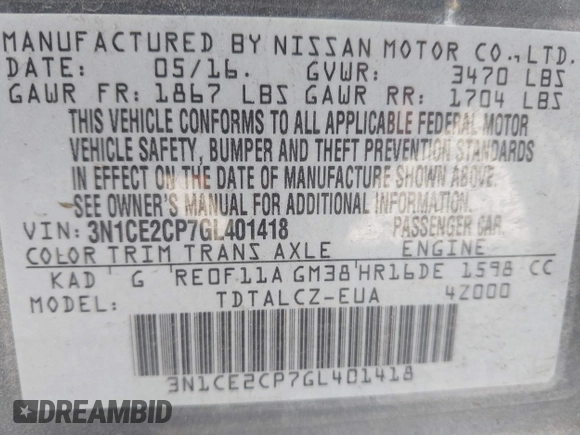 MANUFACTURED BY NISSAN MOTOR CO., LTD.
DATE: 05/16. GVWR: 3470 LBS
GAWR FR: 1867 LBS GAWR RR: 1704 LBS
THIS VEHICLE CONFORMS TO ALL APPLICABLE FEDERAL MOTOR
VEHICLE SAFETY, BUMPER AND THEFT PREVENTION STANDARDS
IN EFFECT ON THE DATE OF MANUFACTURE SHOWN ABOVE.
SEE OWNER'S MANUAL FOR ADDITIONAL INFORMATION.
VIN: 3N1CE2CP7GL401418 PASSENGER CAR
COLOR TRIM TRANS AXLE ENGINE
KAD G RE0F11A GM38 HR16DE 1598 CC
MODEL: TDTALCZ-EUA 4Z000
3N1CE2CP7GL401418
DREAMBID